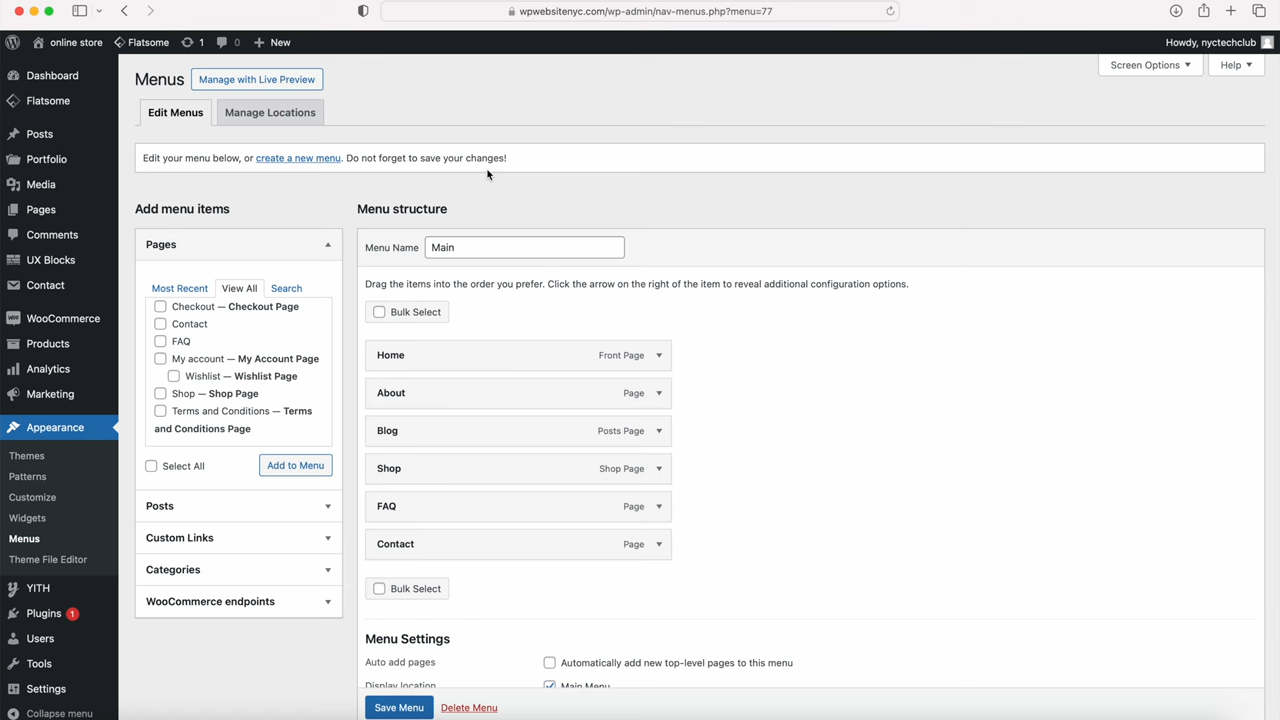 wpwebsitenyc.com/wp-admin/nav-menus.php?menu=77
online store
Flatsome
1
0
New
Howdy, nyctechclub
Dashboard
Flatsome
Posts
Portfolio
Media
Pages
Comments
UX Blocks
Contact
WooCommerce
Products
Analytics
Marketing
Appearance
Themes
Patterns
Customize
Widgets
Menus
Theme File Editor
YITH
Plugins 1
Users
Tools
Settings
Collapse menu
Menus
Manage with Live Preview
Screen Options
Help
Edit Menus
Manage Locations
Edit your menu below, or create a new menu. Do not forget to save your changes!
Add menu items
Pages
Most Recent
View All
Search
Checkout — Checkout Page
Contact
FAQ
My account — My Account Page
Wishlist — Wishlist Page
Shop — Shop Page
Terms and Conditions — Terms
and Conditions Page
Select All
Add to Menu
Posts
Custom Links
Categories
WooCommerce endpoints
Menu structure
Menu Name
Main
Drag the items into the order you prefer. Click the arrow on the right of the item to reveal additional configuration options.
Bulk Select
Home Front Page
About Page
Blog Posts Page
Shop Shop Page
FAQ Page
Contact Page
Bulk Select
Menu Settings
Auto add pages
Automatically add new top-level pages to this menu
Display location
Main Menu
Save Menu
Delete Menu